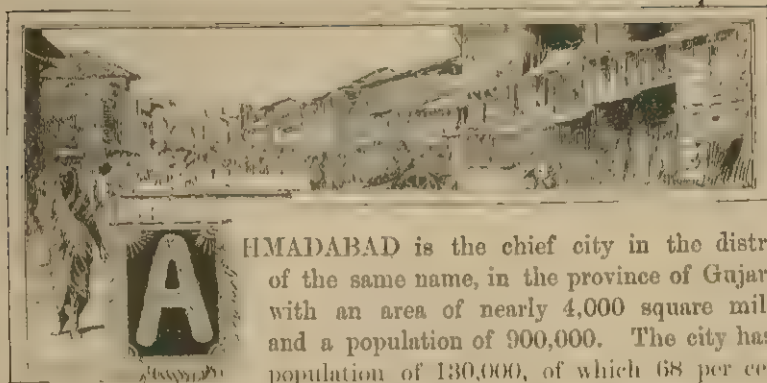 AHMADABAD is the chief city in the distr
of the same name, in the province of Gujar
with an area of nearly 4,000 square mil
and a population of 900,000. The city has
population of 130,000, of which 68 per ce